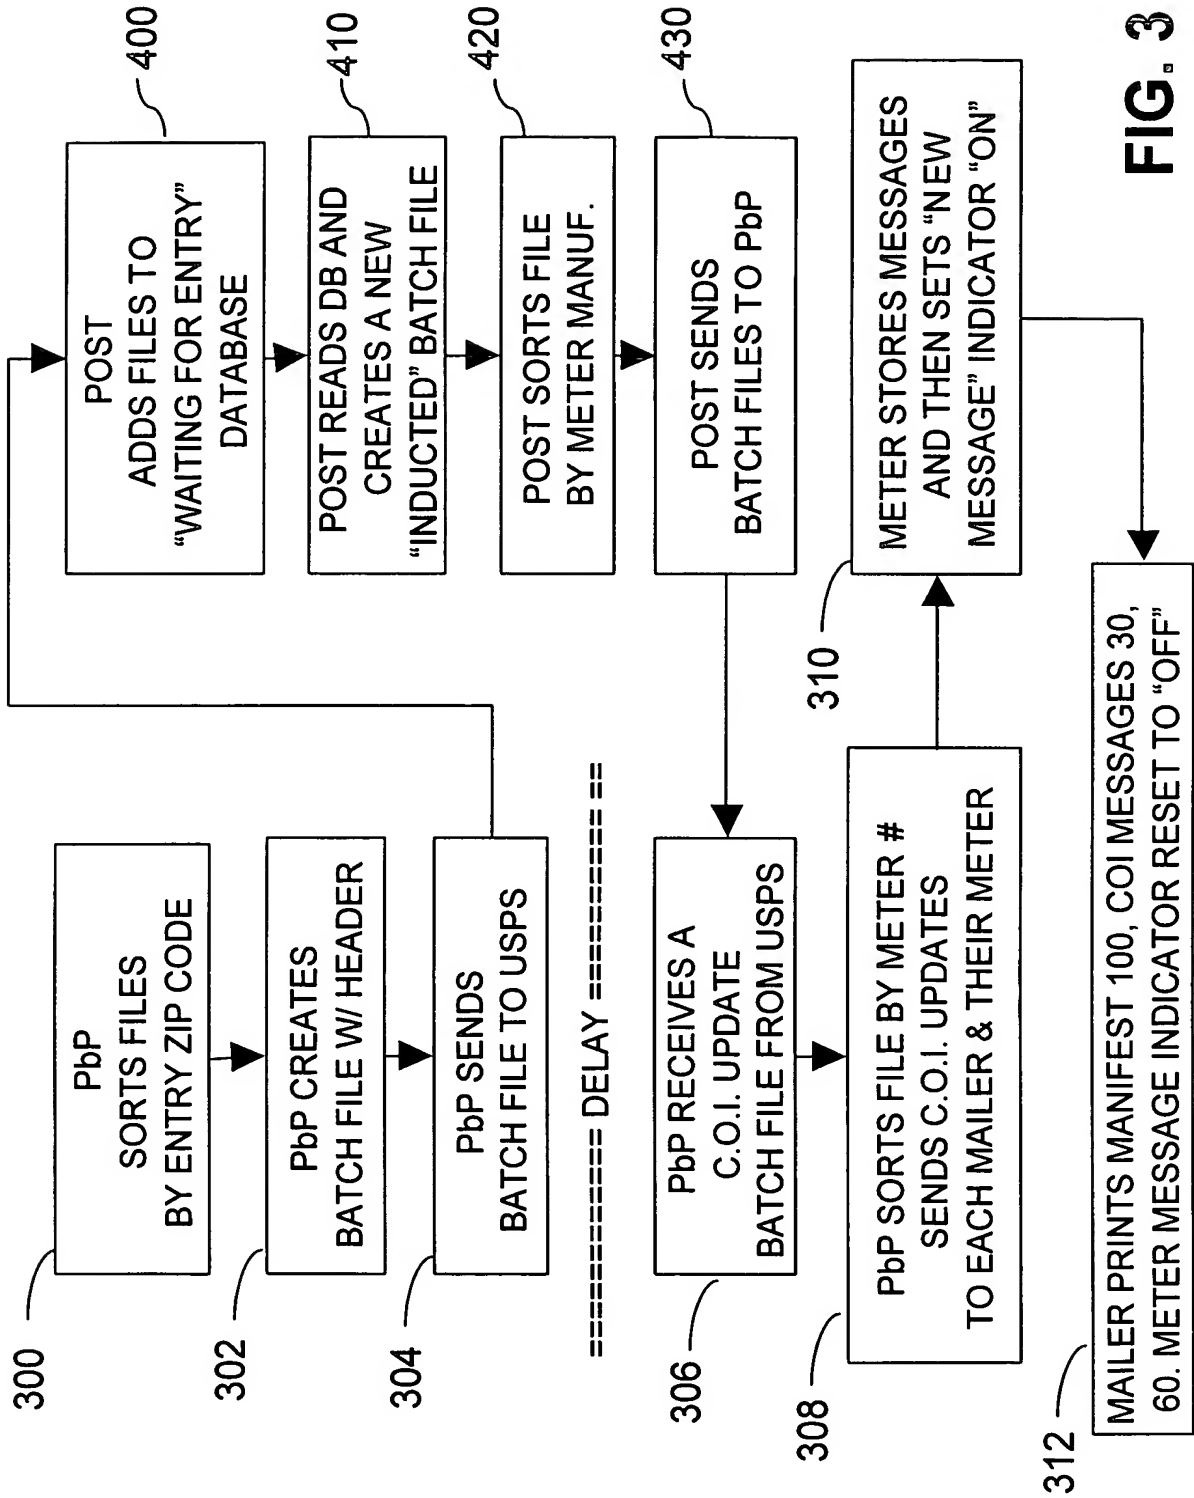 300
PbP
SORTS FILES
BY ENTRY ZIP CODE
302
PbP CREATES
BATCH FILE W/ HEADER
304
PbP SENDS
BATCH FILE TO USPS
400
POST
ADDS FILES TO
“WAITING FOR ENTRY”
DATABASE
410
POST READS DB AND
CREATES A NEW
“INDUCTED” BATCH FILE
420
POST SORTS FILE
BY METER MANUF.
430
POST SENDS
BATCH FILES TO PbP
DELAY
306
PbP RECEIVES A
C.O.I. UPDATE
BATCH FILE FROM USPS
308
PbP SORTS FILE BY METER #
SENDS C.O.I. UPDATES
TO EACH MAILER & THEIR METER
310
METER STORES MESSAGES
AND THEN SETS “NEW
MESSAGE” INDICATOR “ON”
312
MAILER PRINTS MANIFEST 100, COI MESSAGES 30,
60. METER MESSAGE INDICATOR RESET TO “OFF”
FIG. 3